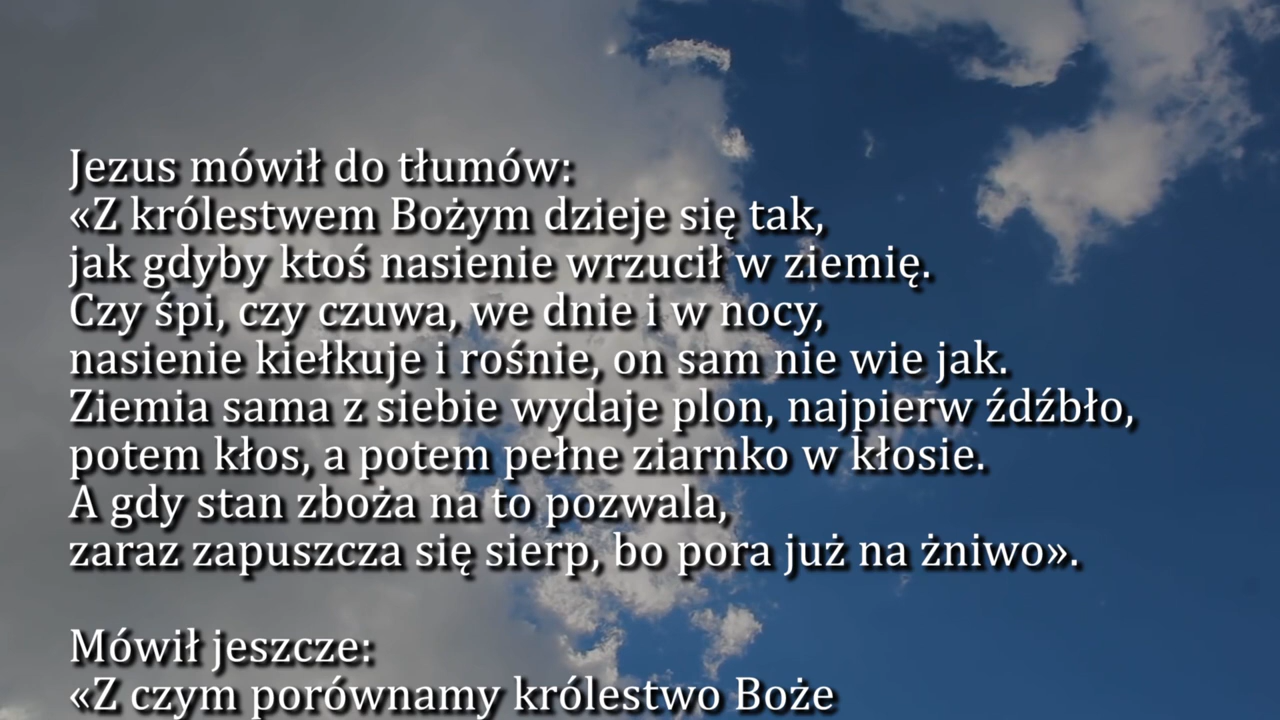 Jezus mówił do tłumów:
«Z królestwem Bożym dzieje się tak,
jak gdyby ktoś nasienie wrzucił w ziemię.
Czy śpi, czy czuwa, we dnie i w nocy,
nasienie kiełkuje i rośnie, on sam nie wie jak.
Ziemia sama z siebie wydaje plon, najpierw źdźbło,
potem kłos, a potem pełne ziarnko w kłosie.
A gdy stan zboża na to pozwala,
zaraz zapuszcza się sierp, bo pora już na żniwo».
Mówił jeszcze:
«Z czym porównamy królestwo Boże